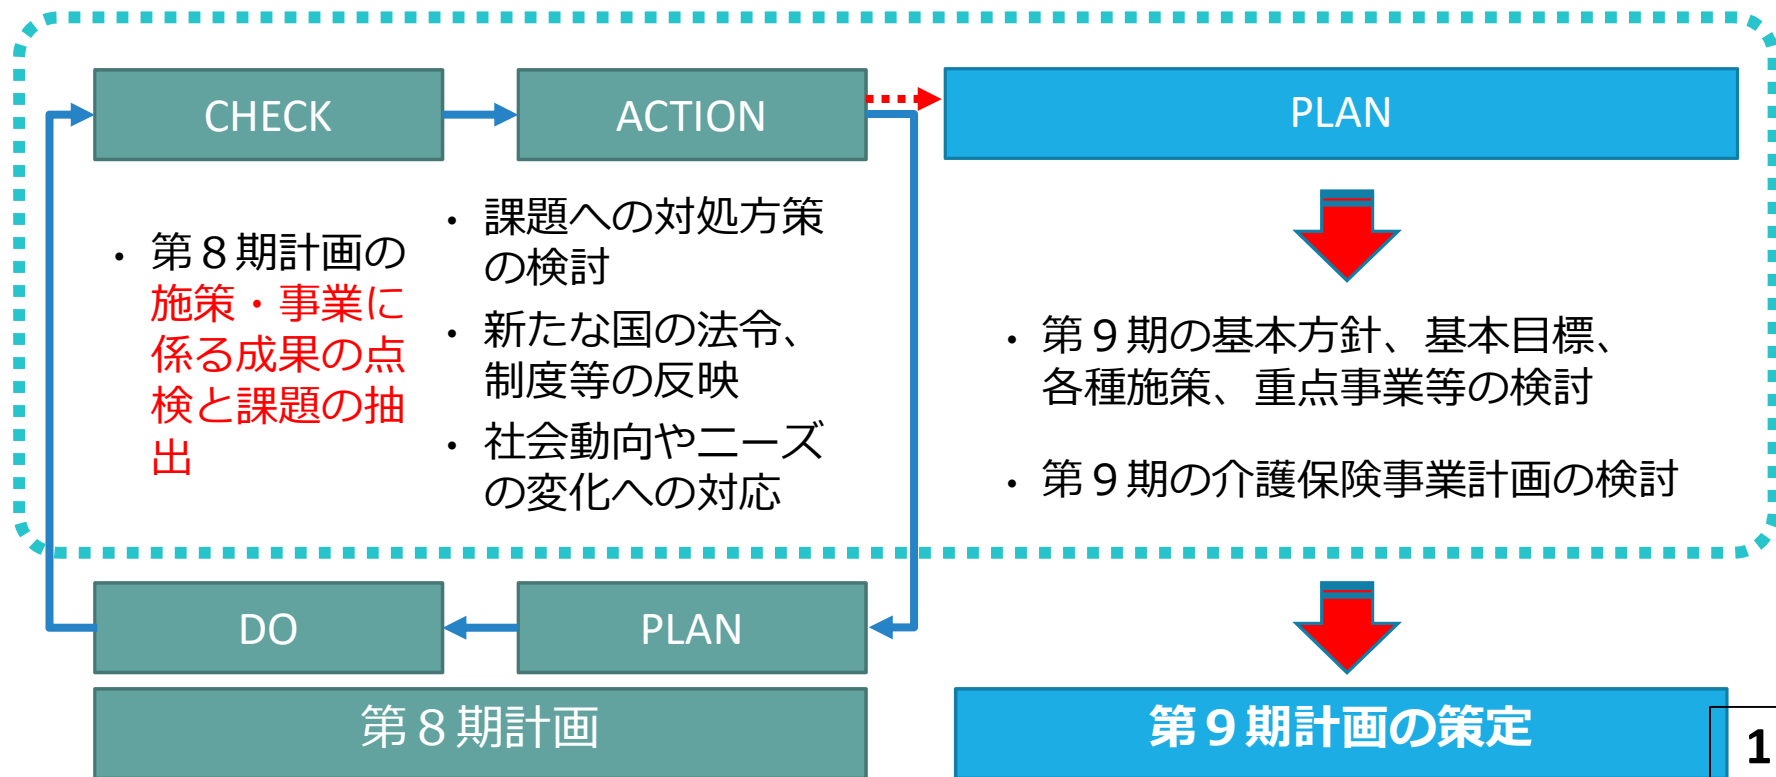 CHECK
ACTION
PLAN
・ 第８期計画の
施策・事業に
係る成果の点
検と課題の抽
出
・ 課題への対処方策
の検討
・ 新たな国の法令、
制度等の反映
・ 社会動向やニーズ
の変化への対応
・ 第９期の基本方針、基本目標、
各種施策、重点事業等の検討
・ 第９期の介護保険事業計画の検討
DO
PLAN
第８期計画
第９期計画の策定
1